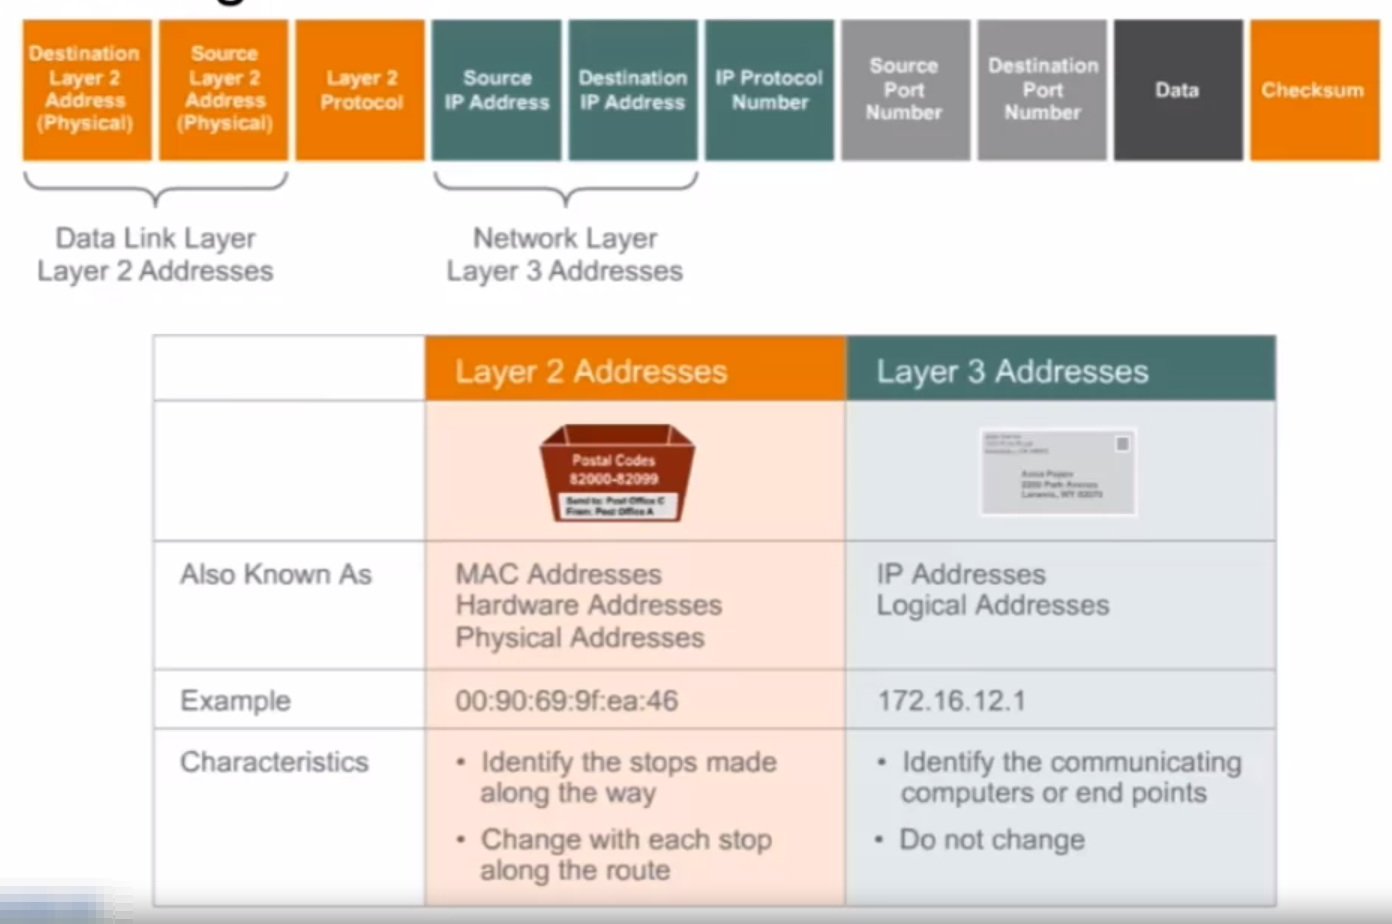 Destination
Layer 2
Address
(Physical)
Source
Layer 2
Address
(Physical)
Layer 2
Protocol
Source
IP Address
Destination
IP Address
IP Protocol
Number
Source
Port
Number
Destination
Port
Number
Data
Checksum
Data Link Layer
Layer 2 Addresses
Network Layer
Layer 3 Addresses
Layer 2 Addresses
Layer 3 Addresses
Postal Codes
82000-82099
Send to: Post Office C
From: Post Office A
Also Known As
MAC Addresses
Hardware Addresses
Physical Addresses
IP Addresses
Logical Addresses
Example
00:90:69:9f:ea:46
172.16.12.1
Characteristics
• Identify the stops made
along the way
• Change with each stop
along the route
• Identify the communicating
computers or end points
• Do not change